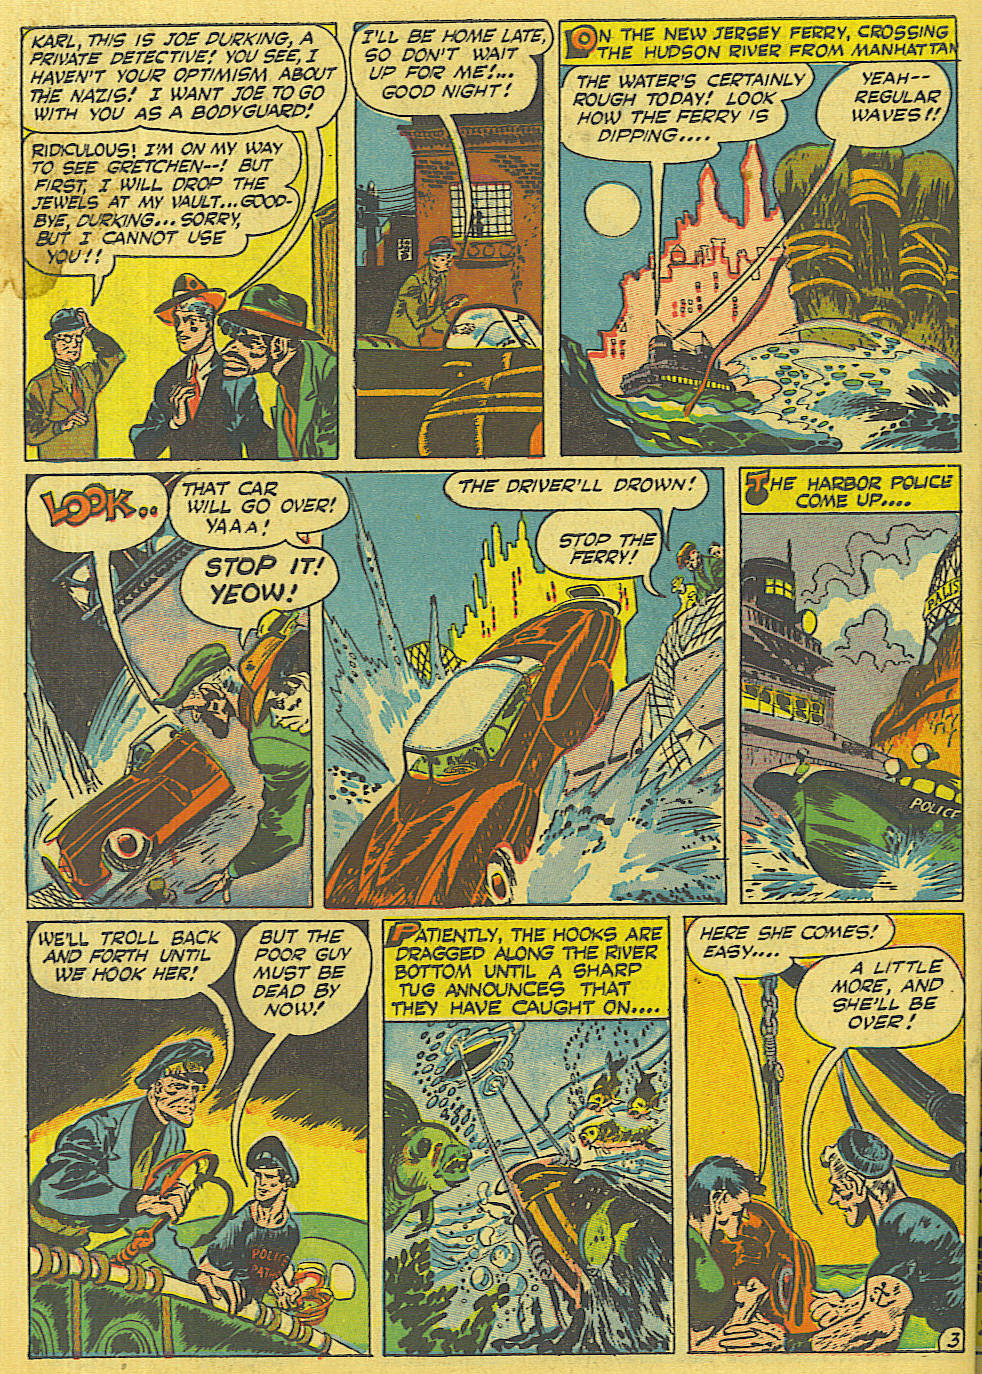 KARL, THIS IS JOE DURKING, A
PRIVATE DETECTIVE! YOU SEE, I
HAVEN'T YOUR OPTIMISM ABOUT
THE NAZIS! I WANT JOE TO GO
WITH YOU AS A BODYGUARD!
RIDICULOUS! I'M ON MY WAY
TO SEE GRETCHEN--! BUT
FIRST, I WILL DROP THE
JEWELS AT MY VAULT... GOOD-
BYE, DURKING... SORRY,
BUT I CANNOT USE
YOU!!
I'LL BE HOME LATE,
SO DON'T WAIT
UP FOR ME!...
GOOD NIGHT!
ON THE NEW JERSEY FERRY, CROSSING
THE HUDSON RIVER FROM MANHATTAN
THE WATER'S CERTAINLY
ROUGH TODAY! LOOK
HOW THE FERRY IS
DIPPING....
YEAH--
REGULAR
WAVES!!
LOOK..
THAT CAR
WILL GO OVER!
YAAA!
STOP IT!
YEOW!
THE DRIVER'LL DROWN!
STOP THE
FERRY!
THE HARBOR POLICE
COME UP....
PALIS
POLICE
WE'LL TROLL BACK
AND FORTH UNTIL
WE HOOK HER!
BUT THE
POOR GUY
MUST BE
DEAD BY
NOW!
POLICE
PATR
PATIENTLY, THE HOOKS ARE
DRAGGED ALONG THE RIVER
BOTTOM UNTIL A SHARP
TUG ANNOUNCES THAT
THEY HAVE CAUGHT ON....
HERE SHE COMES!
EASY....
A LITTLE
MORE, AND
SHE'LL BE
OVER!
3